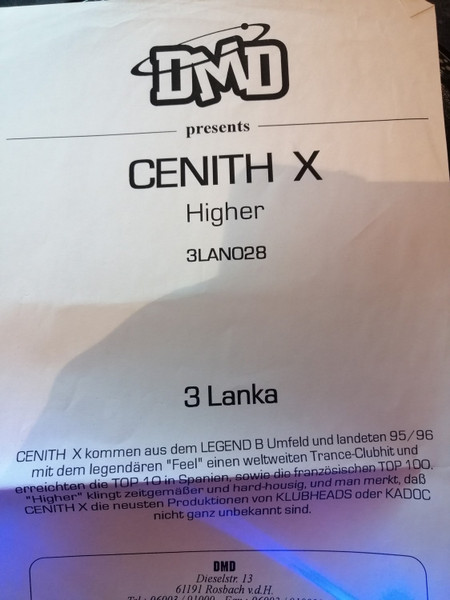 DMD
presents
CENITH X
Higher
3LAN028
3 Lanka
CENITH X kommen aus dem LEGEND B Umfeld und landeten 95/96
mit dem legendären "Feel" einen weltweiten Trance-Clubhit und
erreichten die TOP 10 in Spanien, sowie die französischen TOP 100.
"Higher" klingt zeitgemäßer und hard-housig, und man merkt, daß
CENITH X die neusten Produktionen von KLUBHEADS oder KADOC
nicht ganz unbekannt sind.
DMD
Dieselstr. 13
61191 Rosbach v.d.H.